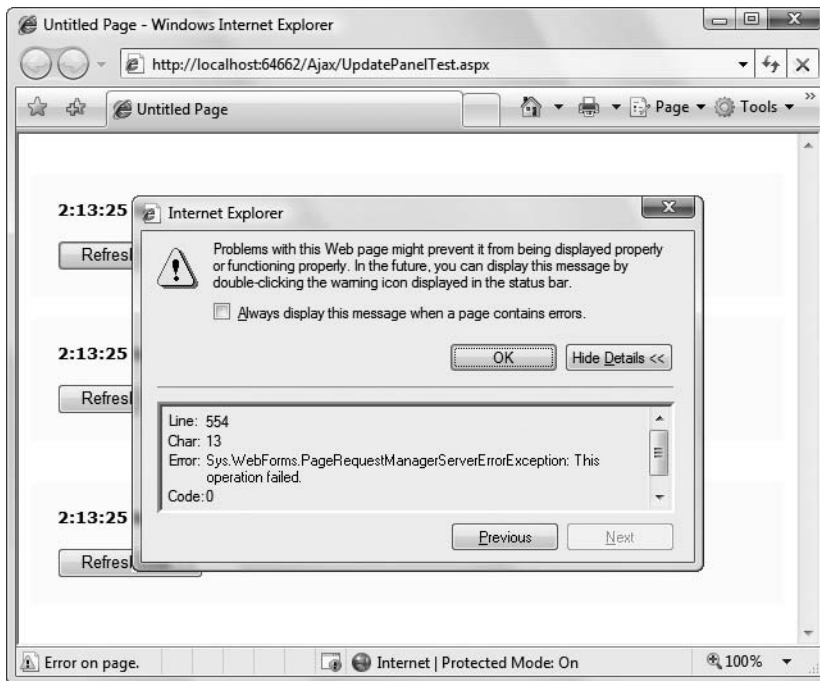 Untitled Page - Windows Internet Explorer
http://localhost:64662/Ajax/UpdatePanelTest.aspx
Untitled Page
Page
Tools
2:13:25
Internet Explorer
Problems with this Web page might prevent it from being displayed properly
or functioning properly. In the future, you can display this message by
double-clicking the warning icon displayed in the status bar.
Always display this message when a page contains errors.
OK
Hide Details <<
2:13:25
Line: 554
Char: 13
Error: Sys.WebForms.PageRequestManagerServerErrorException: This
operation failed.
Code:0
2:13:25
Previous
Next
Error on page.
Internet | Protected Mode: On
100%